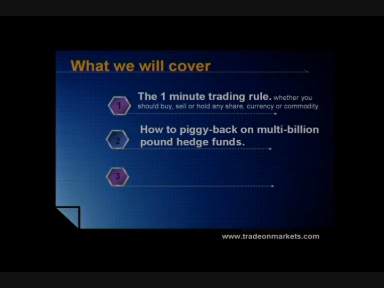 What we will cover
1
The 1 minute trading rule. whether you
should buy, sell or hold any share, currency or commodity
2
How to piggy-back on multi-billion
pound hedge funds.
3
www.tradeonmarkets.com